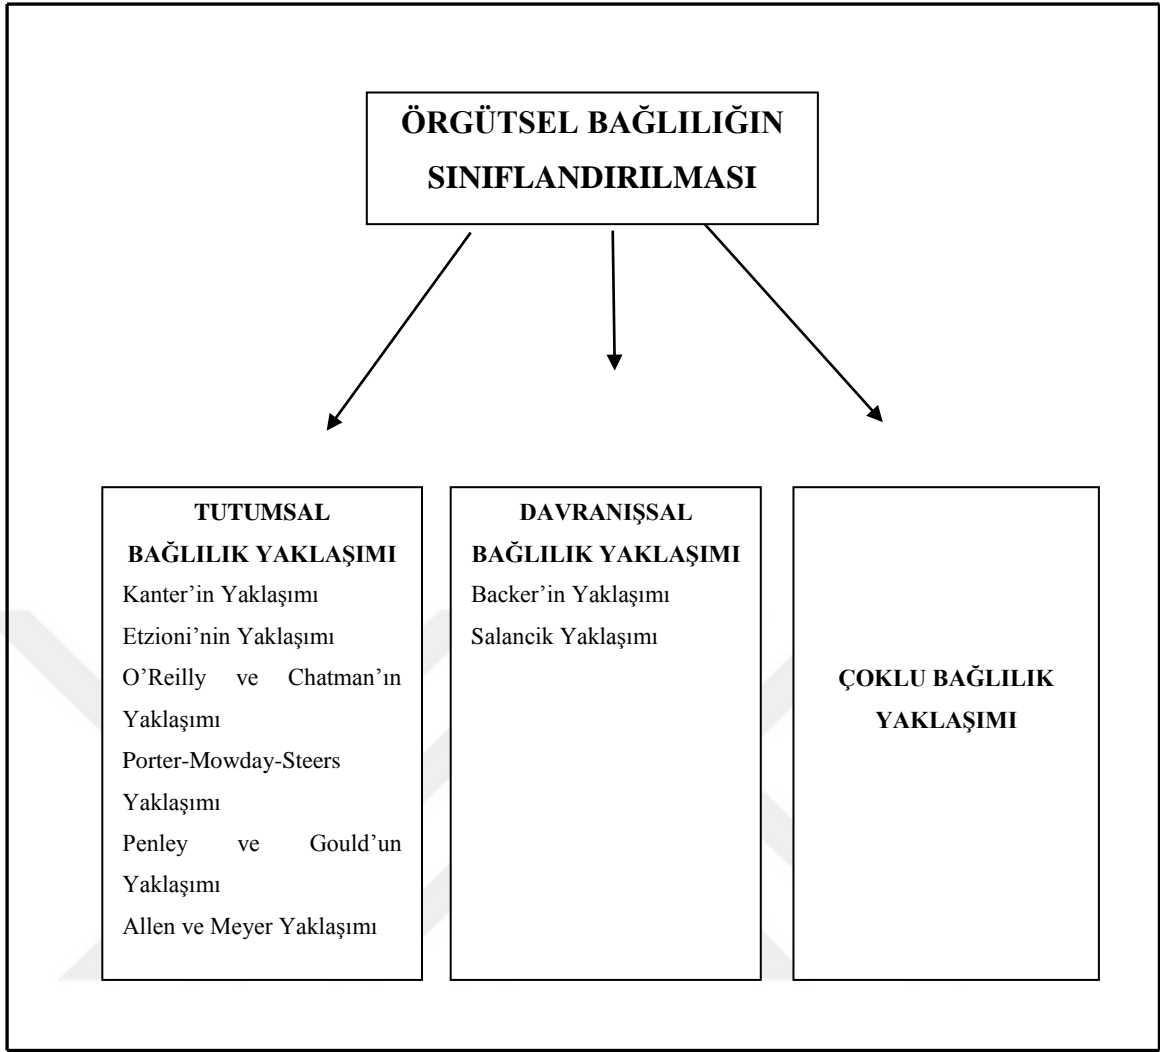 ÖRGÜTSEL BAĞLILIĞIN
SINIFLANDIRILMASI
TUTUMSAL
BAĞLILIK YAKLAŞIMI
Kanter’in Yaklaşımı
Etzioni’nin Yaklaşımı
O’Reilly ve Chatman’ın
Yaklaşımı
Porter-Mowday-Steers
Yaklaşımı
Penley ve Gould’un
Yaklaşımı
Allen ve Meyer Yaklaşımı
DAVRANIŞSAL
BAĞLILIK YAKLAŞIMI
Backer’in Yaklaşımı
Salancik Yaklaşımı
ÇOKLU BAĞLILIK
YAKLAŞIMI